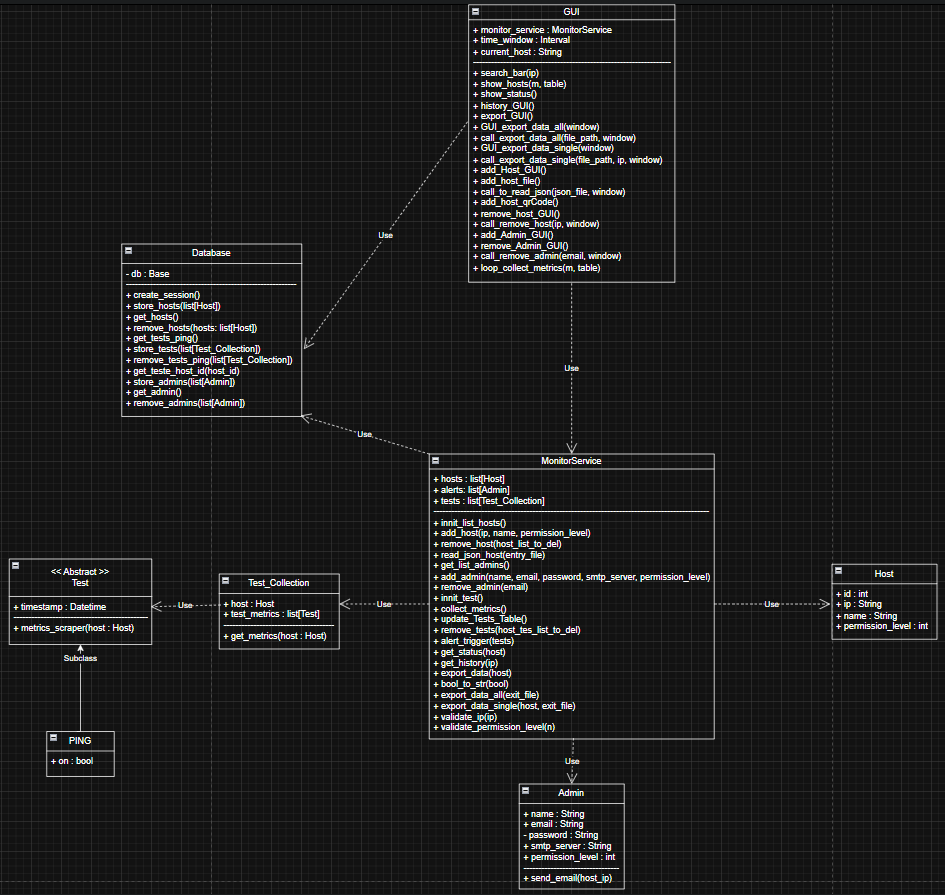 GUI
+ monitor_service : MonitorService
+ time_window : Interval
+ current_host : String
+ search_bar(ip)
+ show_hosts(m, table)
+ show_status()
+ history_GUI()
+ export_GUI()
+ GUI_export_data_all(window)
+ call_export_data_all(file_path, window)
+ GUI_export_data_single(window)
+ call_export_data_single(file_path, ip, window)
+ add_Host_GUI()
+ add_host_file()
+ call_to_read_json(json_file, window)
+ add_host_qrCode()
+ remove_host_GUI()
+ call_remove_host(ip, window)
+ add_Admin_GUI()
+ remove_Admin_GUI()
+ call_remove_admin(email, window)
+ loop_collect_metrics(m, table)
Use
Database
- db : Base
+ create_session()
+ store_hosts(list[Host])
+ get_hosts()
+ remove_hosts(hosts: list[Host])
+ get_tests_ping()
+ store_tests(list[Test_Collection])
+ remove_tests_ping(list[Test_Collection])
+ get_teste_host_id(host_id)
+ store_admins(list[Admin])
+ get_admin()
+ remove_admins(list[Admin])
Use
Use
MonitorService
+ hosts : list[Host]
+ alerts: list[Admin]
+ tests : list[Test_Collection]
+ innit_list_hosts()
+ add_host(ip, name, permission_level)
+ remove_host(host_list_to_del)
+ read_json_host(entry_file)
+ get_list_admins()
+ add_admin(name, email, password, smtp_server, permission_level)
+ remove_admin(email)
+ init_test()
+ collect_metrics()
+ update_Tests_Table()
+ remove_tests(host_tes_list_to_del)
+ alert_trigger(tests)
+ get_status(host)
+ get_history(ip)
+ export_data(host)
+ bool_to_str(bool)
+ export_data_all(exit_file)
+ export_data_single(host, exit_file)
+ validate_ip(ip)
+ validate_permission_level(n)
<< Abstract >>
Test
+ timestamp : Datetime
+ metrics_scraper(host : Host)
Use
Test_Collection
+ host : Host
+ test_metrics : list[Test]
+ get_metrics(host : Host)
Use
Use
Host
+ id : int
+ ip : String
+ name : String
+ permission_level : int
Subclass
PING
+ on : bool
Use
Admin
+ name : String
+ email : String
- password : String
+ smtp_server : String
+ permission_level : int
+ send_email(host_ip)